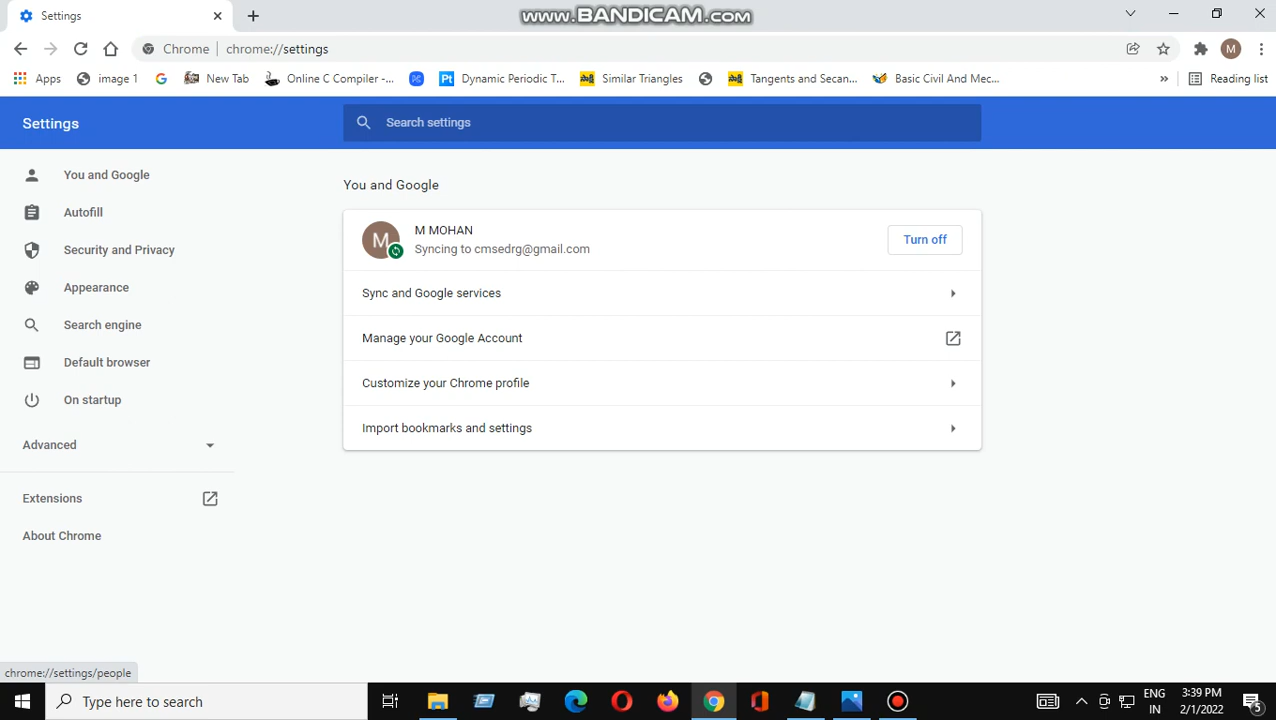 Settings
www.BANDICAM.com
Chrome
chrome://settings
M
Apps
image 1
New Tab
Online C Compiler -...
Pt
Dynamic Periodic T...
Similar Triangles
Tangents and Secan...
Basic Civil And Mec...
»
Reading list
Settings
Search settings
You and Google
Autofill
Security and Privacy
Appearance
Search engine
Default browser
On startup
Advanced
Extensions
About Chrome
You and Google
M
M MOHAN
Syncing to cmsedrg@gmail.com
Turn off
Sync and Google services
Manage your Google Account
Customize your Chrome profile
Import bookmarks and settings
chrome://settings/people
Type here to search
ENG
IN
3:39 PM
2/1/2022
5